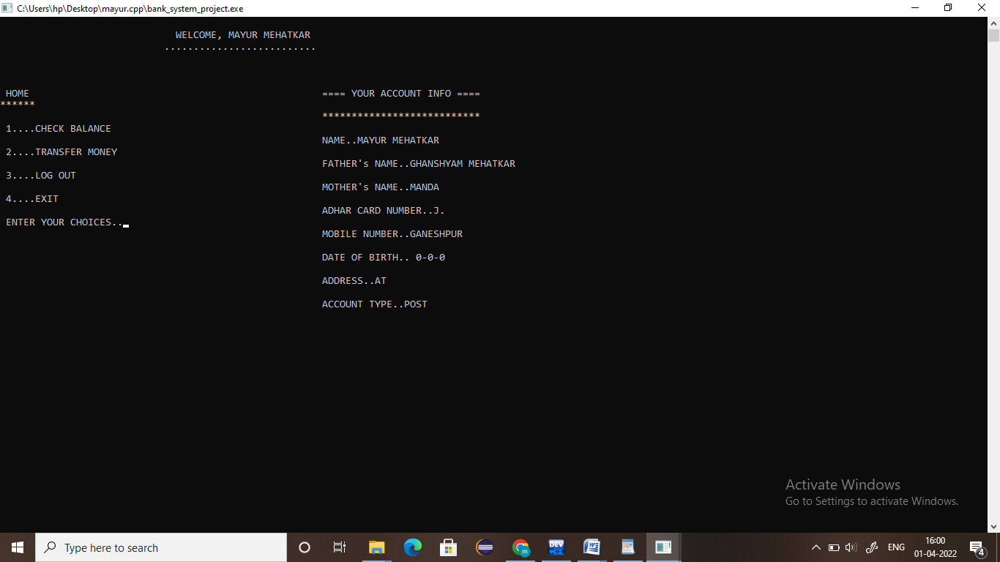 C:\Users\hp\Desktop\mayur.cpp\bank_system_project.exe
WELCOME, MAYUR MEHATKAR
..........................
HOME
******
1....CHECK BALANCE
2....TRANSFER MONEY
3....LOG OUT
4....EXIT
ENTER YOUR CHOICES..
==== YOUR ACCOUNT INFO ====
***************************
NAME..MAYUR MEHATKAR
FATHER's NAME..GHANSHYAM MEHATKAR
MOTHER's NAME..MANDA
ADHAR CARD NUMBER..J.
MOBILE NUMBER..GANESHPUR
DATE OF BIRTH.. 0-0-0
ADDRESS..AT
ACCOUNT TYPE..POST
Activate Windows
Go to Settings to activate Windows.
Type here to search
m
DEV
ENG
16:00
01-04-2022
4